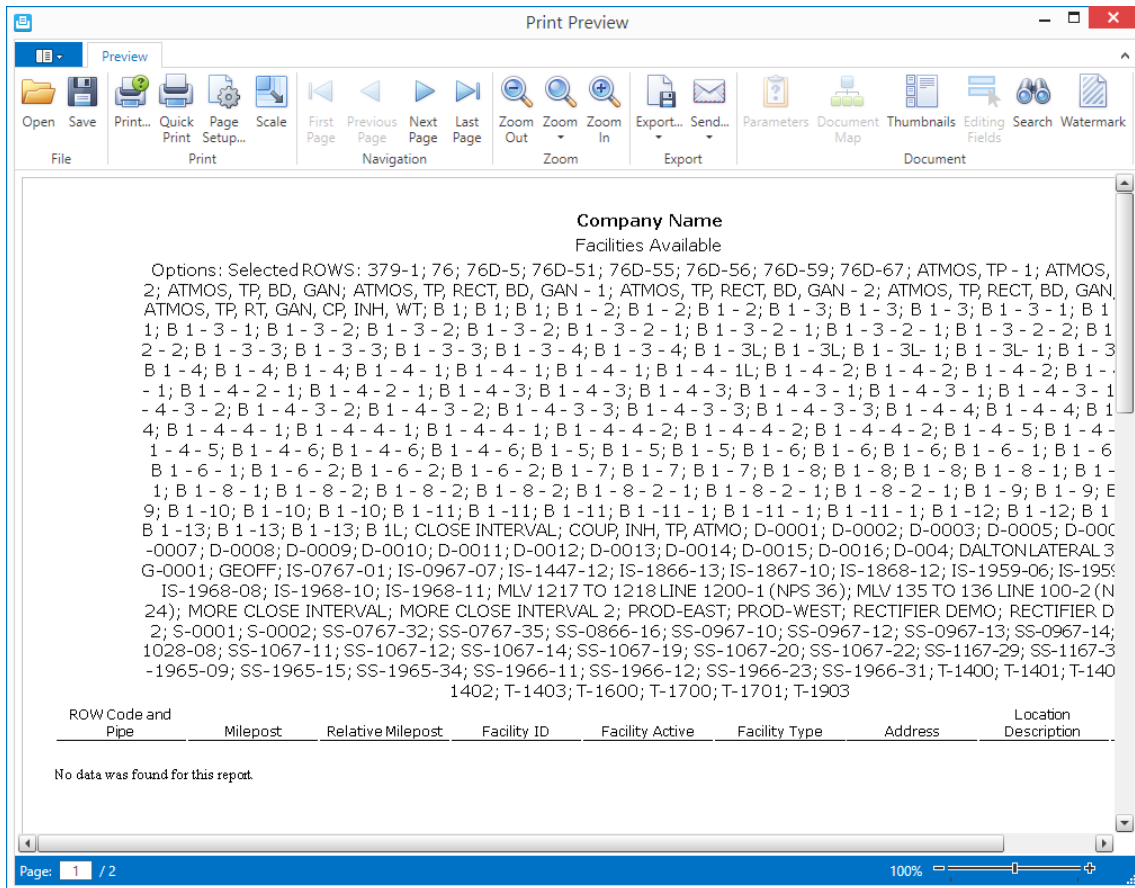 Print Preview
Preview
Open Save Print... Quick Print Page Setup... Scale First Page Previous Page Next Page Last Page Zoom Out Zoom Zoom In Export... Send... Parameters Document Map Thumbnails Editing Fields Search Watermark
File Print Navigation Zoom Export Document
Company Name
Facilities Available
Options: Selected ROWS: 379-1; 76; 76D-5; 76D-51; 76D-55; 76D-56; 76D-59; 76D-67; ATMOS, TP - 1; ATMOS,
2; ATMOS, TP, BD, GAN; ATMOS, TP, RECT, BD, GAN - 1; ATMOS, TP, RECT, BD, GAN - 2; ATMOS, TP, RECT, BD, GAN,
ATMOS, TP, RT, GAN, CP, INH, WT; B 1; B 1; B 1; B 1 - 2; B 1 - 2; B 1 - 2; B 1 - 3; B 1 - 3; B 1 - 3; B 1 - 3 - 1; B 1
1; B 1 - 3 - 1; B 1 - 3 - 2; B 1 - 3 - 2; B 1 - 3 - 2; B 1 - 3 - 2 - 1; B 1 - 3 - 2 - 1; B 1 - 3 - 2 - 1; B 1 - 3 - 2 - 2; B 1
2 - 2; B 1 - 3 - 3; B 1 - 3 - 3; B 1 - 3 - 3; B 1 - 3 - 4; B 1 - 3 - 4; B 1 - 3L; B 1 - 3L; B 1 - 3L- 1; B 1 - 3L- 1; B 1 - 3
B 1 - 4; B 1 - 4; B 1 - 4; B 1 - 4 - 1; B 1 - 4 - 1; B 1 - 4 - 1; B 1 - 4 - 1L; B 1 - 4 - 2; B 1 - 4 - 2; B 1 - 4 - 2; B 1 -
- 1; B 1 - 4 - 2 - 1; B 1 - 4 - 2 - 1; B 1 - 4 - 3; B 1 - 4 - 3; B 1 - 4 - 3; B 1 - 4 - 3 - 1; B 1 - 4 - 3 - 1; B 1 - 4 - 3 - 1
- 4 - 3 - 2; B 1 - 4 - 3 - 2; B 1 - 4 - 3 - 2; B 1 - 4 - 3 - 3; B 1 - 4 - 3 - 3; B 1 - 4 - 3 - 3; B 1 - 4 - 4; B 1 - 4 - 4; B 1
4; B 1 - 4 - 4 - 1; B 1 - 4 - 4 - 1; B 1 - 4 - 4 - 1; B 1 - 4 - 4 - 2; B 1 - 4 - 4 - 2; B 1 - 4 - 4 - 2; B 1 - 4 - 5; B 1 - 4 -
1 - 4 - 5; B 1 - 4 - 6; B 1 - 4 - 6; B 1 - 4 - 6; B 1 - 5; B 1 - 5; B 1 - 5; B 1 - 6; B 1 - 6; B 1 - 6; B 1 - 6 - 1; B 1 - 6
B 1 - 6 - 1; B 1 - 6 - 2; B 1 - 6 - 2; B 1 - 6 - 2; B 1 - 7; B 1 - 7; B 1 - 7; B 1 - 8; B 1 - 8; B 1 - 8; B 1 - 8 - 1; B 1 -
1; B 1 - 8 - 1; B 1 - 8 - 2; B 1 - 8 - 2; B 1 - 8 - 2; B 1 - 8 - 2 - 1; B 1 - 8 - 2 - 1; B 1 - 8 - 2 - 1; B 1 - 9; B 1 - 9;
9; B 1 -10; B 1 -10; B 1 -10; B 1 -11; B 1 -11; B 1 -11; B 1 -11 - 1; B 1 -11 - 1; B 1 -11 - 1; B 1 -12; B 1 -12; B 1
B 1 -13; B 1 -13; B 1 -13; B 1L; CLOSE INTERVAL; COUP, INH, TP, ATMO; D-0001; D-0002; D-0003; D-0005; D-000
-0007; D-0008; D-0009; D-0010; D-0011; D-0012; D-0013; D-0014; D-0015; D-0016; D-004; DALTON LATERAL 3
G-0001; GEOFF; IS-0767-01; IS-0967-07; IS-1447-12; IS-1866-13; IS-1867-10; IS-1868-12; IS-1959-06; IS-1959
IS-1968-08; IS-1968-10; IS-1968-11; MLV 1217 TO 1218 LINE 1200-1 (NPS 36); MLV 135 TO 136 LINE 100-2 (N
24); MORE CLOSE INTERVAL; MORE CLOSE INTERVAL 2; PROD-EAST; PROD-WEST; RECTIFIER DEMO; RECTIFIER D
2; S-0001; S-0002; SS-0767-32; SS-0767-35; SS-0866-16; SS-0967-10; SS-0967-12; SS-0967-13; SS-0967-14;
1028-08; SS-1067-11; SS-1067-12; SS-1067-14; SS-1067-19; SS-1067-20; SS-1067-22; SS-1167-29; SS-1167-3
-1965-09; SS-1965-15; SS-1965-34; SS-1966-11; SS-1966-12; SS-1966-23; SS-1966-31; T-1400; T-1401; T-140
1402; T-1403; T-1600; T-1700; T-1701; T-1903
ROW Code and Pipe Milepost Relative Milepost Facility ID Facility Active Facility Type Address Location Description
No data was found for this report.
Page: 1 / 2 100%